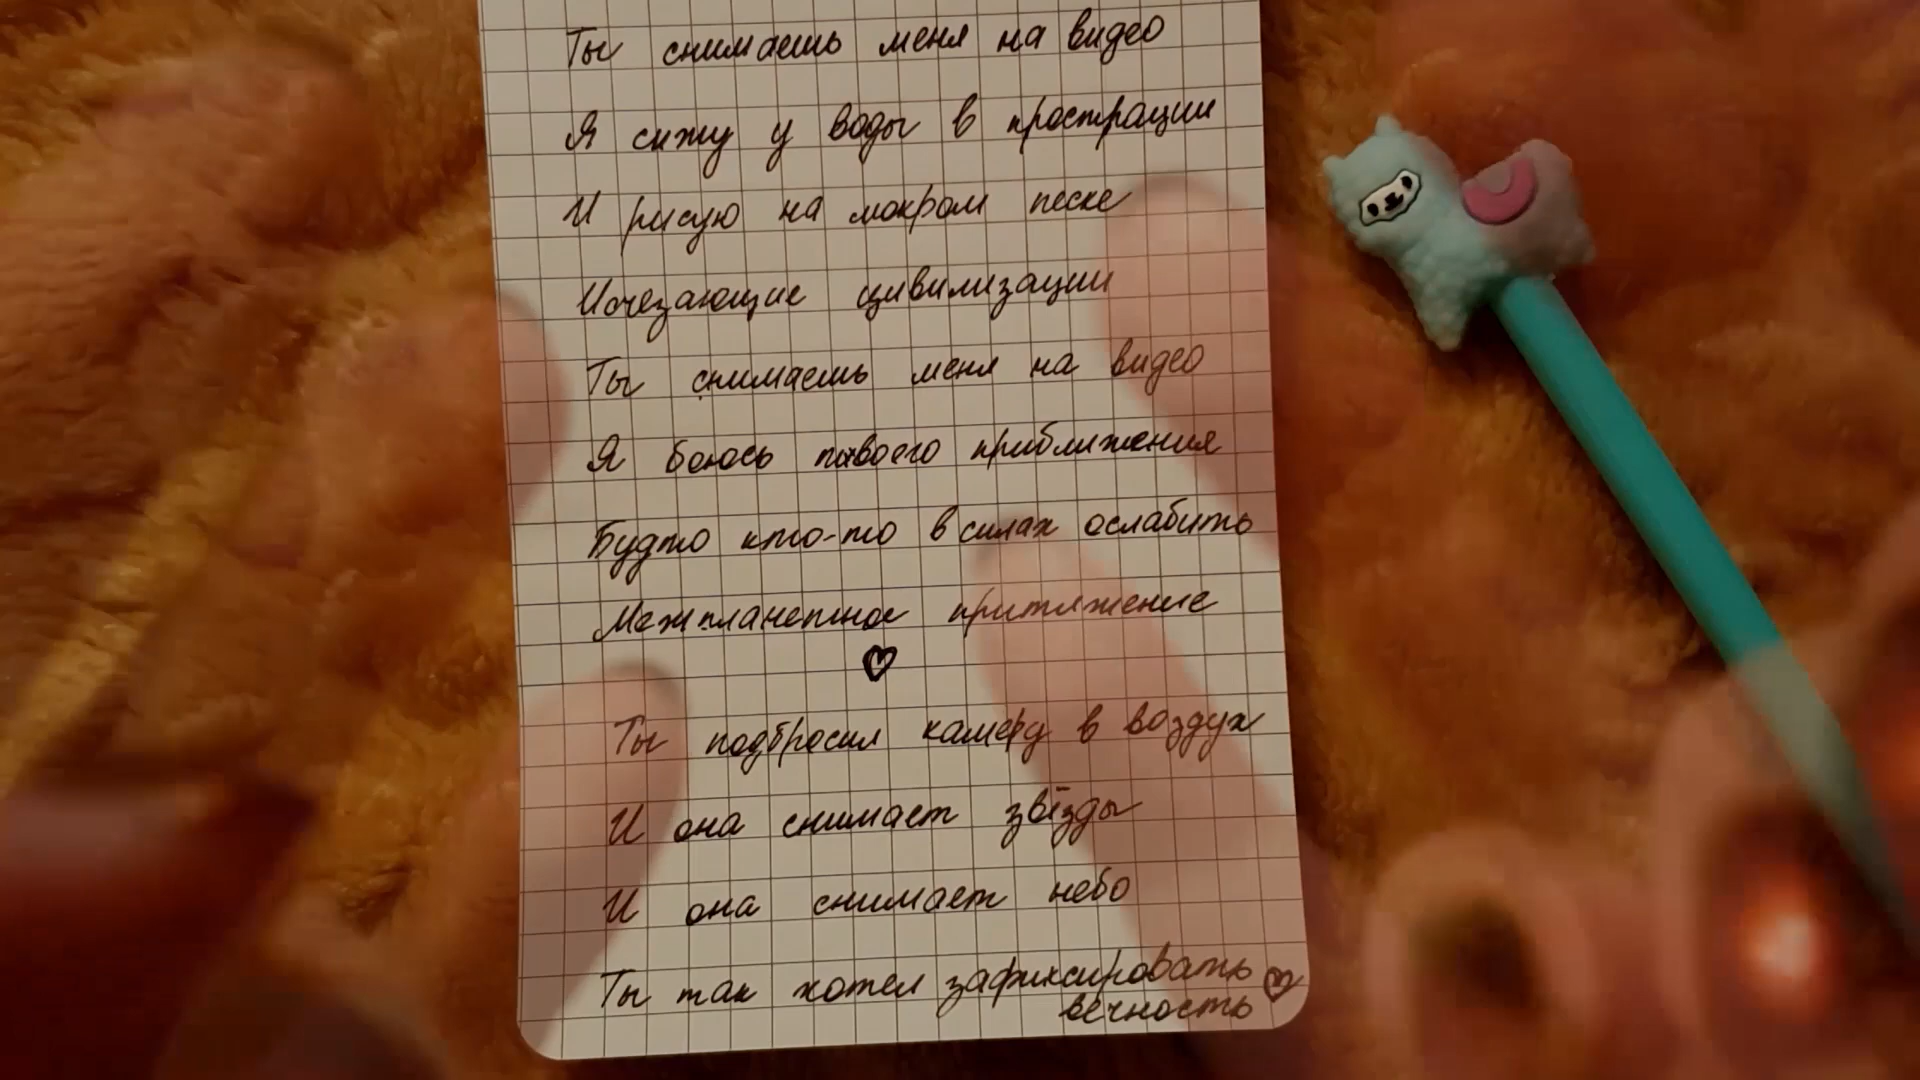 Ты снимаешь меня на видео
Я сижу у воды в прострации
И рисую на мокром песке
Исчезающие цивилизации
Ты снимаешь меня на видео
Я боюсь твоего приближения
Будто кто-то в силах ослабить
Межпланетное притяжение
Ты подбросил камеру в воздух
И она снимает звёзды
И она снимает небо
Ты так хотел зафиксировать
вечность